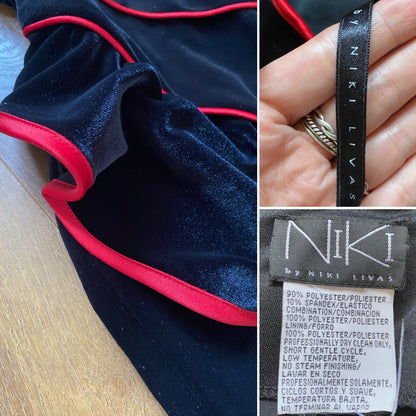 BY NIKI LIVAS
NIKI
by NIKI LIVAS
90% POLYESTER/POLIESTER
10% SPANDEX/ELASTICO
COMBINATION/COMBINACION
100% POLYESTER/POLIESTER
LINING/FORRO
100% POLYESTER/POLIESTER
PROFESSIONALLY DRY CLEAN ONLY,
SHORT GENTLE CYCLE,
LOW TEMPERATURE,
NO STEAM FINISHING/
LAVAR EN SECO
PROFESIONALMENTE SOLAMENTE,
CICLOS CORTOS Y SUAVE,
TEMPERATURA BAJITA,
NO TERMINAR AL VAPOR